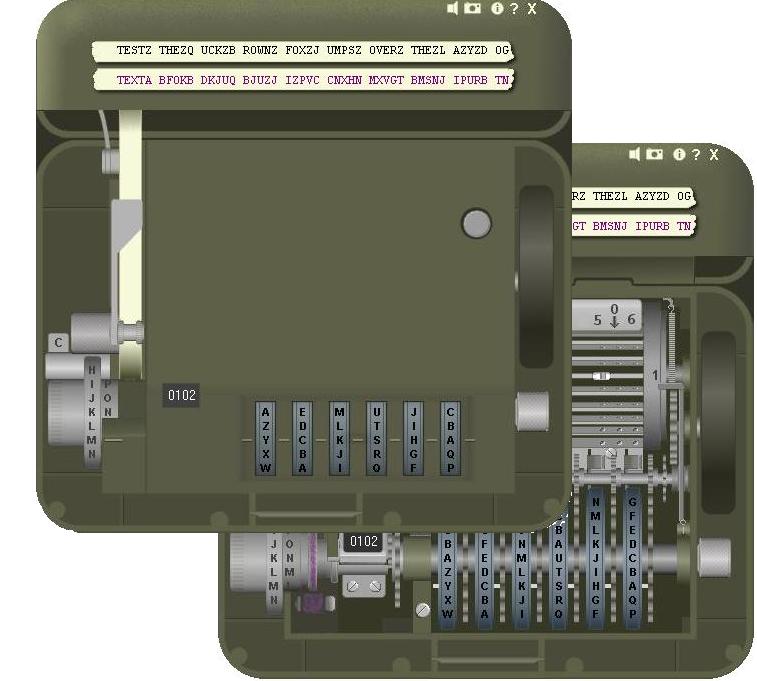 ? X
TESTZ THEZQ UCKZB ROWNZ FOXZJ UMPSZ OVERZ THEZL AZYZD OG
TEXTA BFOKB DKJUQ BJUZJ IZPVC CNXHN MXVGT BMSNJ IPURB TN
C
H
I P
J O
K N
L
M
N
0102
A E M U J C
Z D L T I B
Y C K S H A
X B J R G Q
W A I Q F P
? X
RZ THEZL AZYZD OG
GT BMSNJ IPURB TN
0
5 6
1
0102
J O
K N
L M
M
N
N G
M F
B F N B L E
A E M A K D
Z D L U J C
Y C K T I B
X B J S H A
W A I R G Q
Q F P